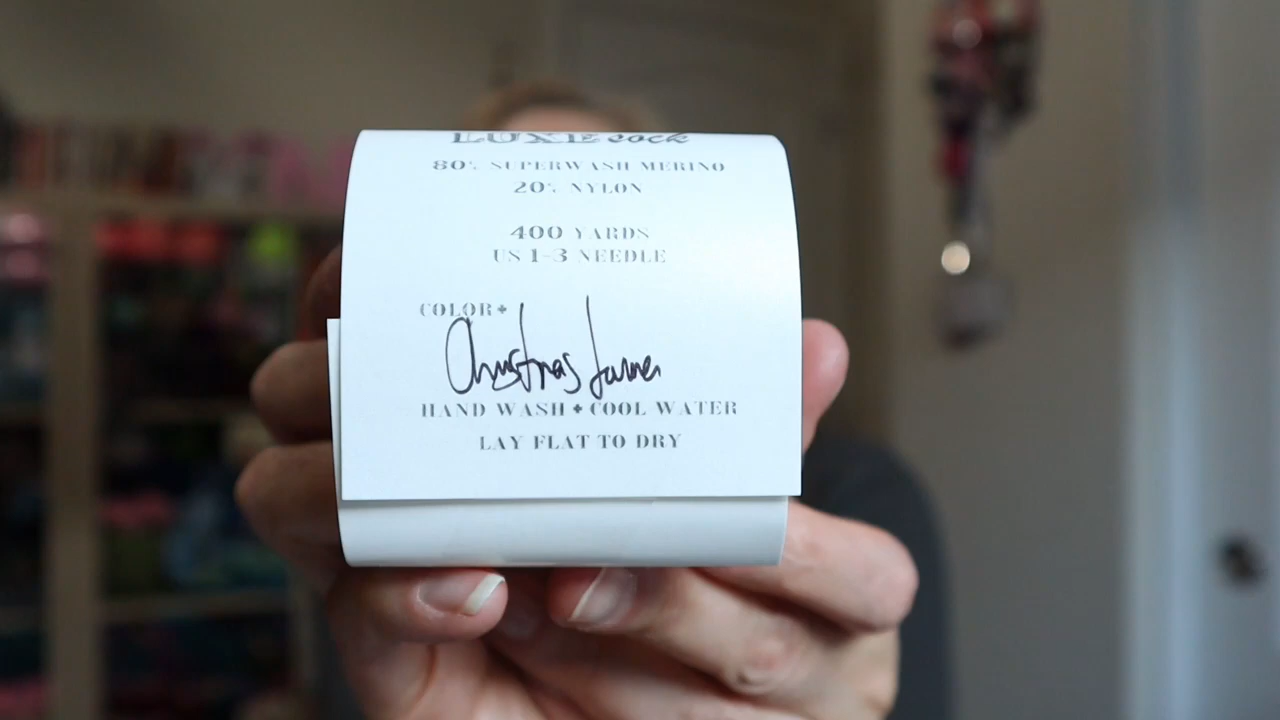 LUXE sock
80% SUPERWASH MERINO
20% NYLON
400 YARDS
US 1-3 NEEDLE
COLOR+
Christmas
HAND WASH + COOL WATER
LAY FLAT TO DRY